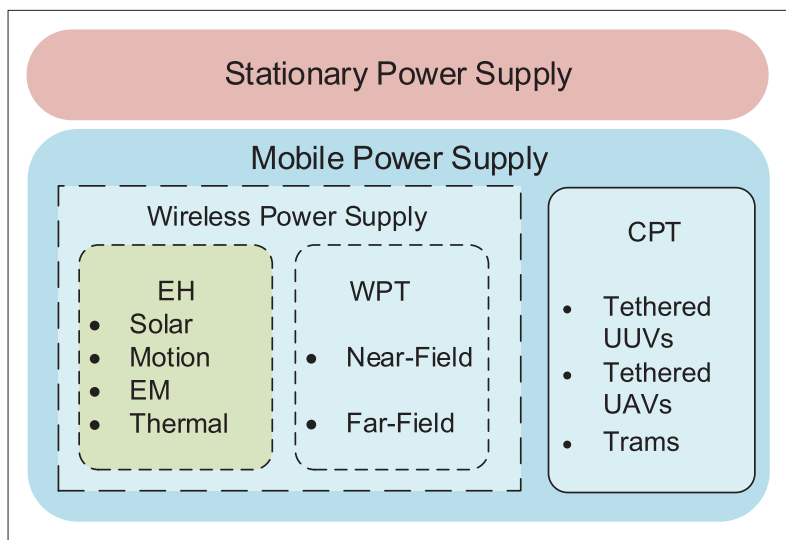 Stationary Power Supply
Mobile Power Supply
Wireless Power Supply
EH
• Solar
• Motion
• EM
• Thermal
WPT
• Near-Field
• Far-Field
CPT
• Tethered
UUVs
• Tethered
UAVs
• Trams